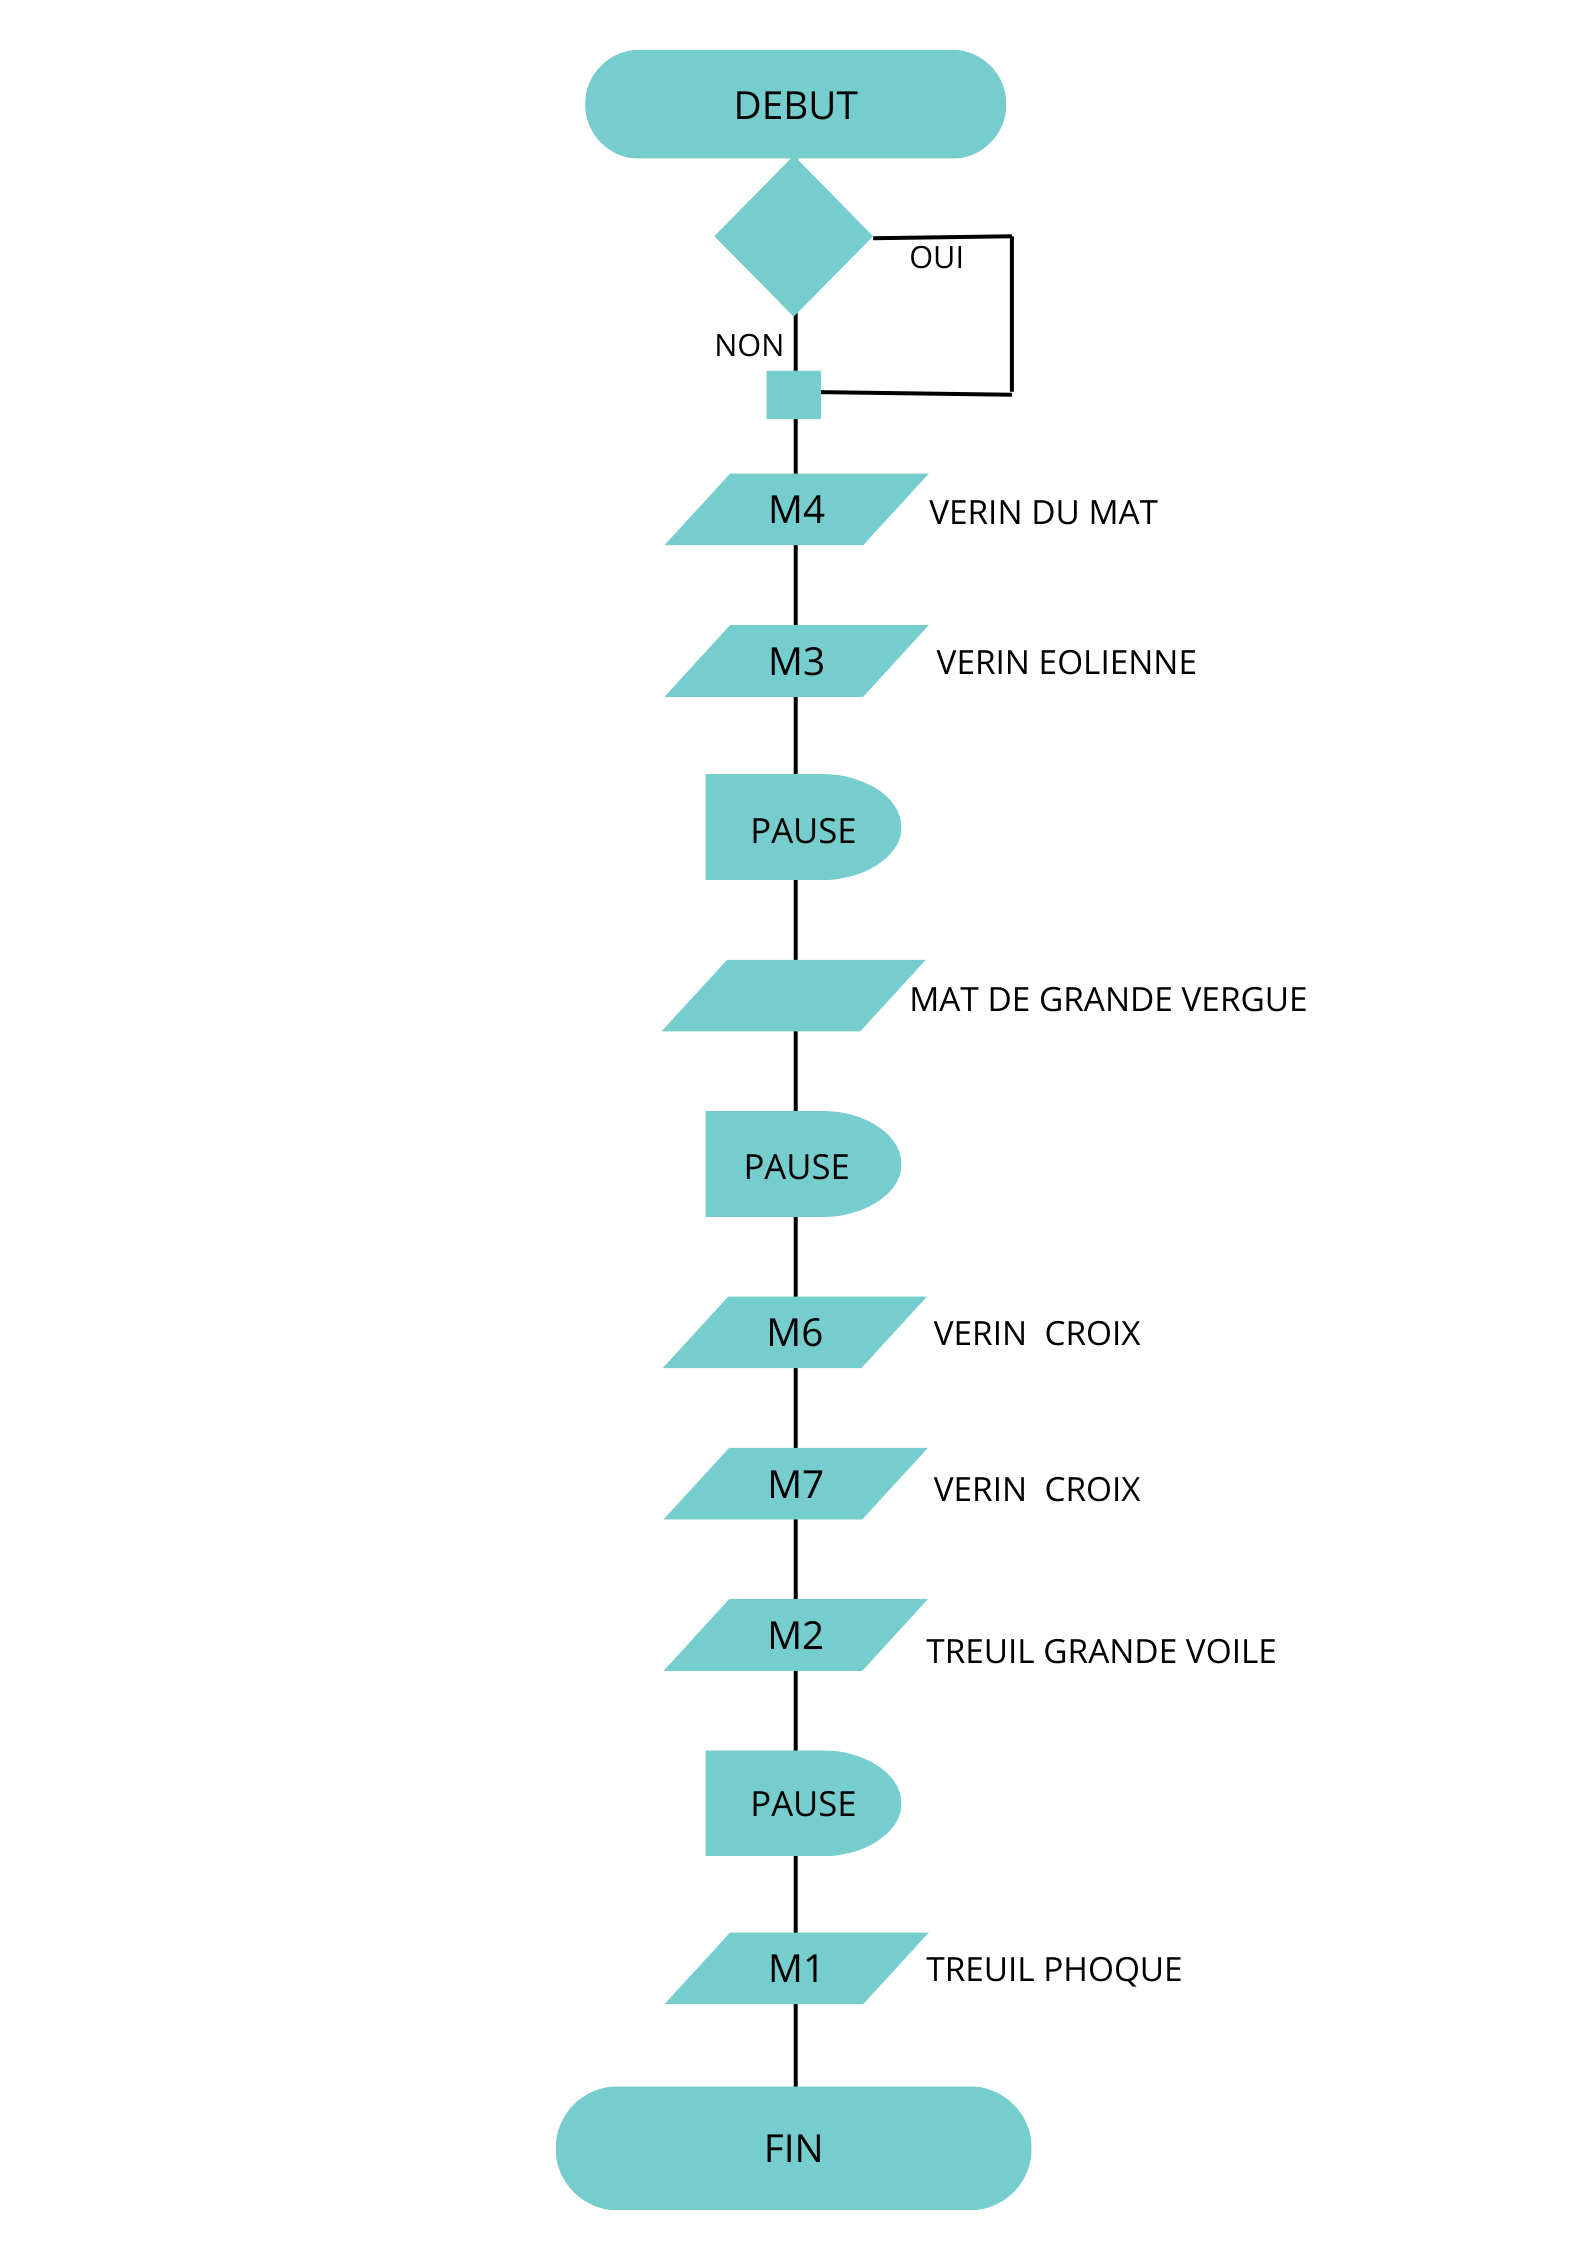 DEBUT
OUI
NON
M4 VERIN DU MAT
M3 VERIN EOLIENNE
PAUSE
MAT DE GRANDE VERGUE
PAUSE
M6 VERIN CROIX
M7 VERIN CROIX
M2 TREUIL GRANDE VOILE
PAUSE
M1 TREUIL PHOQUE
FIN